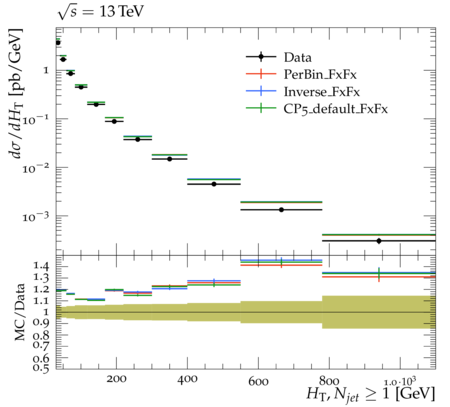 √s = 13 TeV
dσ/dH_T [pb/GeV]
1
10⁻¹
10⁻²
10⁻³
Data
PerBin_FxFx
Inverse_FxFx
CP5_default_FxFx
MC/Data
1.4
1.3
1.2
1.1
1
0.9
0.8
0.7
0.6
0.5
200 400 600 800 1.0·10³
H_T, N_jet ≥ 1 [GeV]